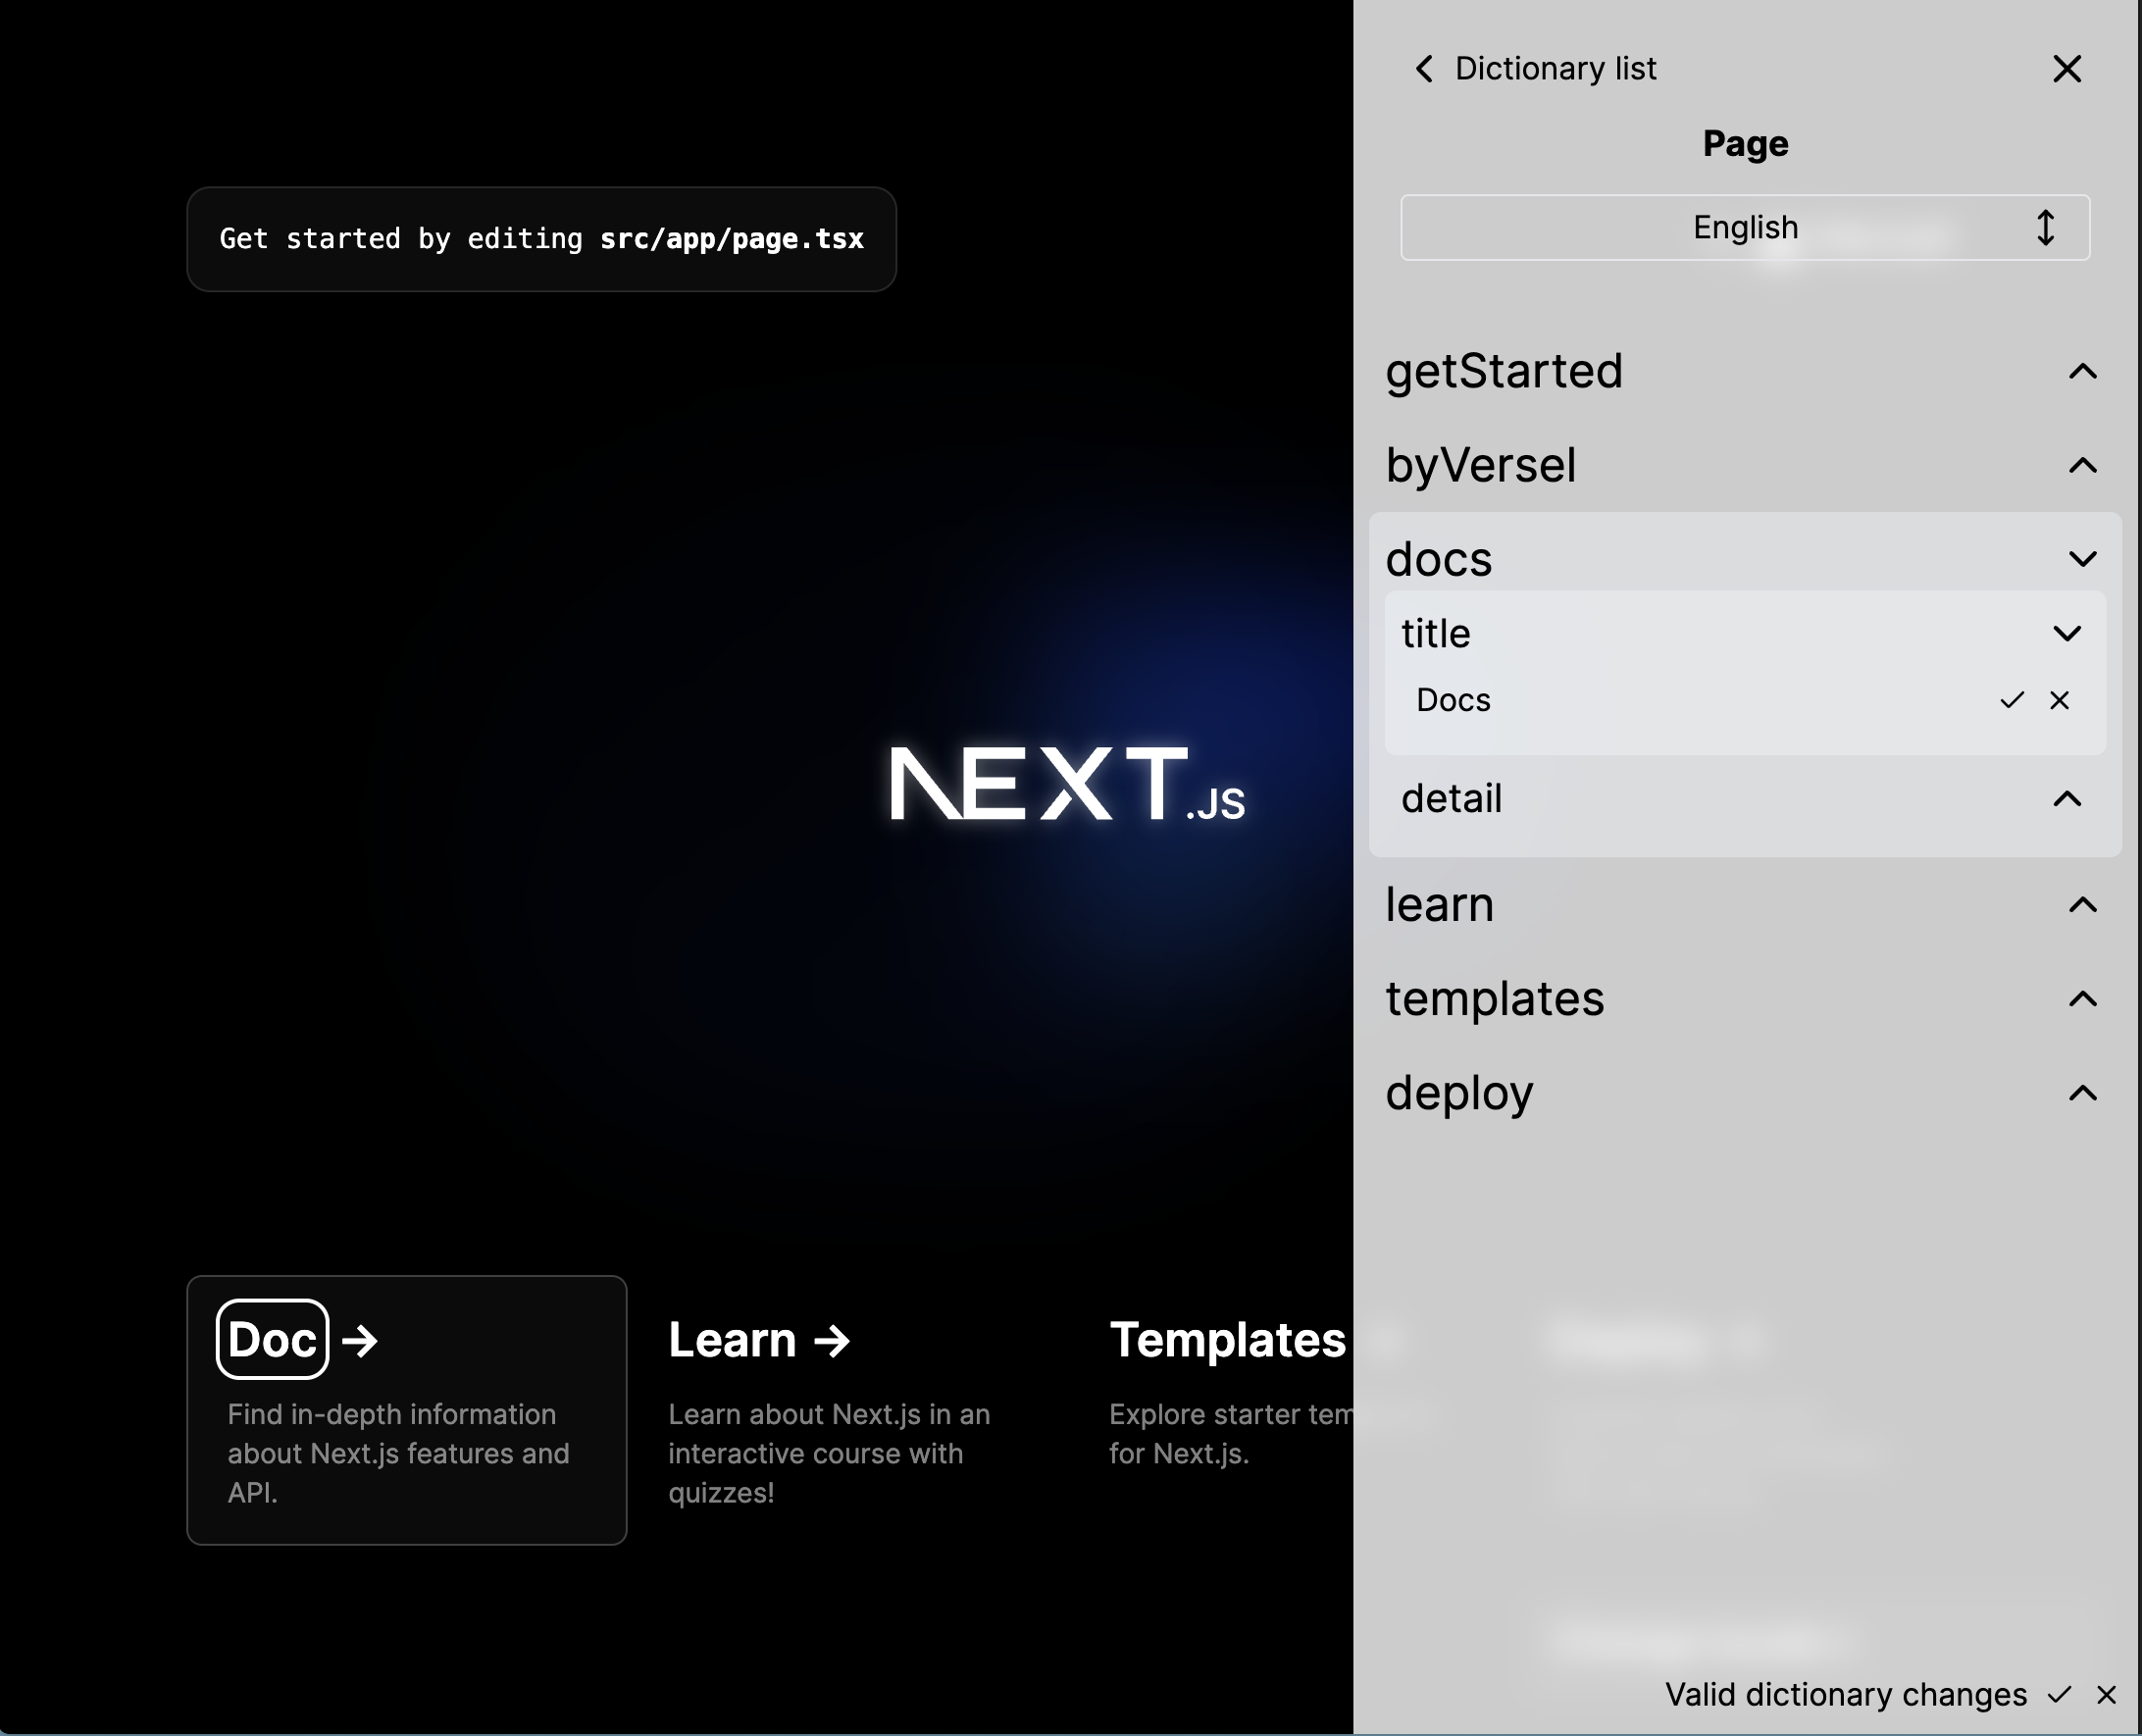 Get started by editing src/app/page.tsx
NEXT.JS
Doc →
Find in-depth information
about Next.js features and
API.
Learn →
Learn about Next.js in an
interactive course with
quizzes!
Templates
Explore starter tem
for Next.js.
Dictionary list
Page
English
getStarted
byVersel
docs
title
Docs
detail
learn
templates
deploy
Valid dictionary changes